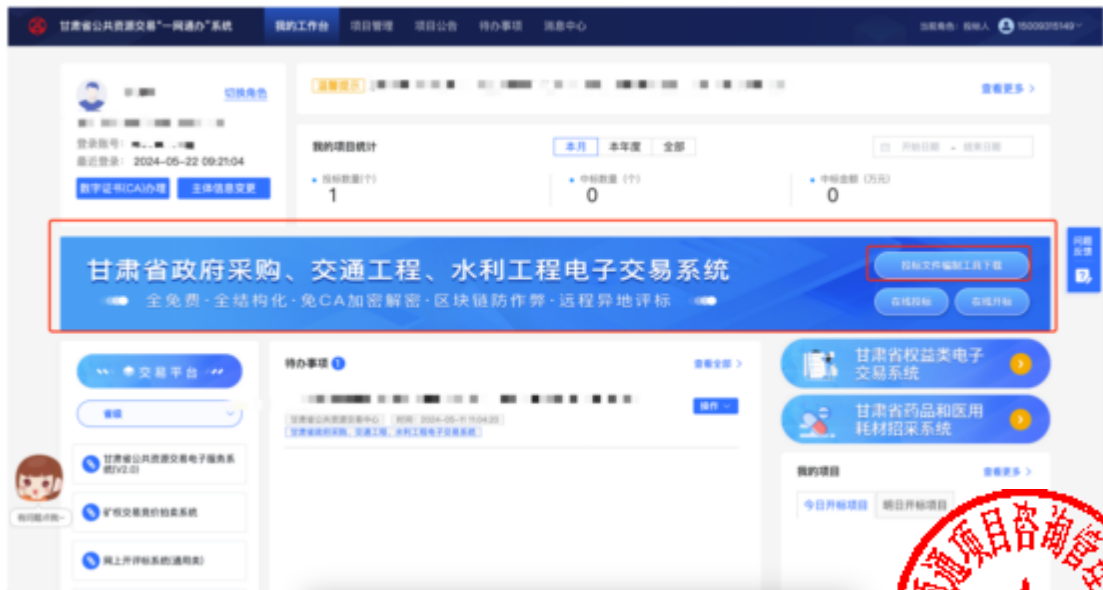 甘肃省公共资源交易“一网通办”系统 我的工作台 项目管理 项目公告 待办事项 消息中心 当前角色：投标人 15009315149
切换角色
登录账号：
最近登录： 2024-05-22 09:21:04
数字证书(CA)办理 主体信息变更
温馨提示 查看更多 >
我的项目统计 本月 本年度 全部 开始日期 - 结束日期
投标数量(个) 中标数量 (个) 中标金额 (万元)
1 0 0
甘肃省政府采购、交通工程、水利工程电子交易系统
全免费·全结构化·免CA加密解密·区块链防作弊·远程异地评标
投标文件编制工具下载
在线投标 在线开标
问题
反馈
交易平台
省级
甘肃省公共资源交易电子服务系
统(V2.0)
矿权交易竞价拍卖系统
网上开评标系统(通用类)
有问题点我~
待办事项 1 查看全部 >
操作
甘肃省公共资源交易中心 时间：2024-05-11 11:04:20
甘肃省政府采购、交通工程、水利工程电子交易系统
甘肃省权益类电子
交易系统
甘肃省药品和医用
耗材招采系统
我的项目 查看更多 >
今日开标项目 明日开标项目
通项目咨询管理